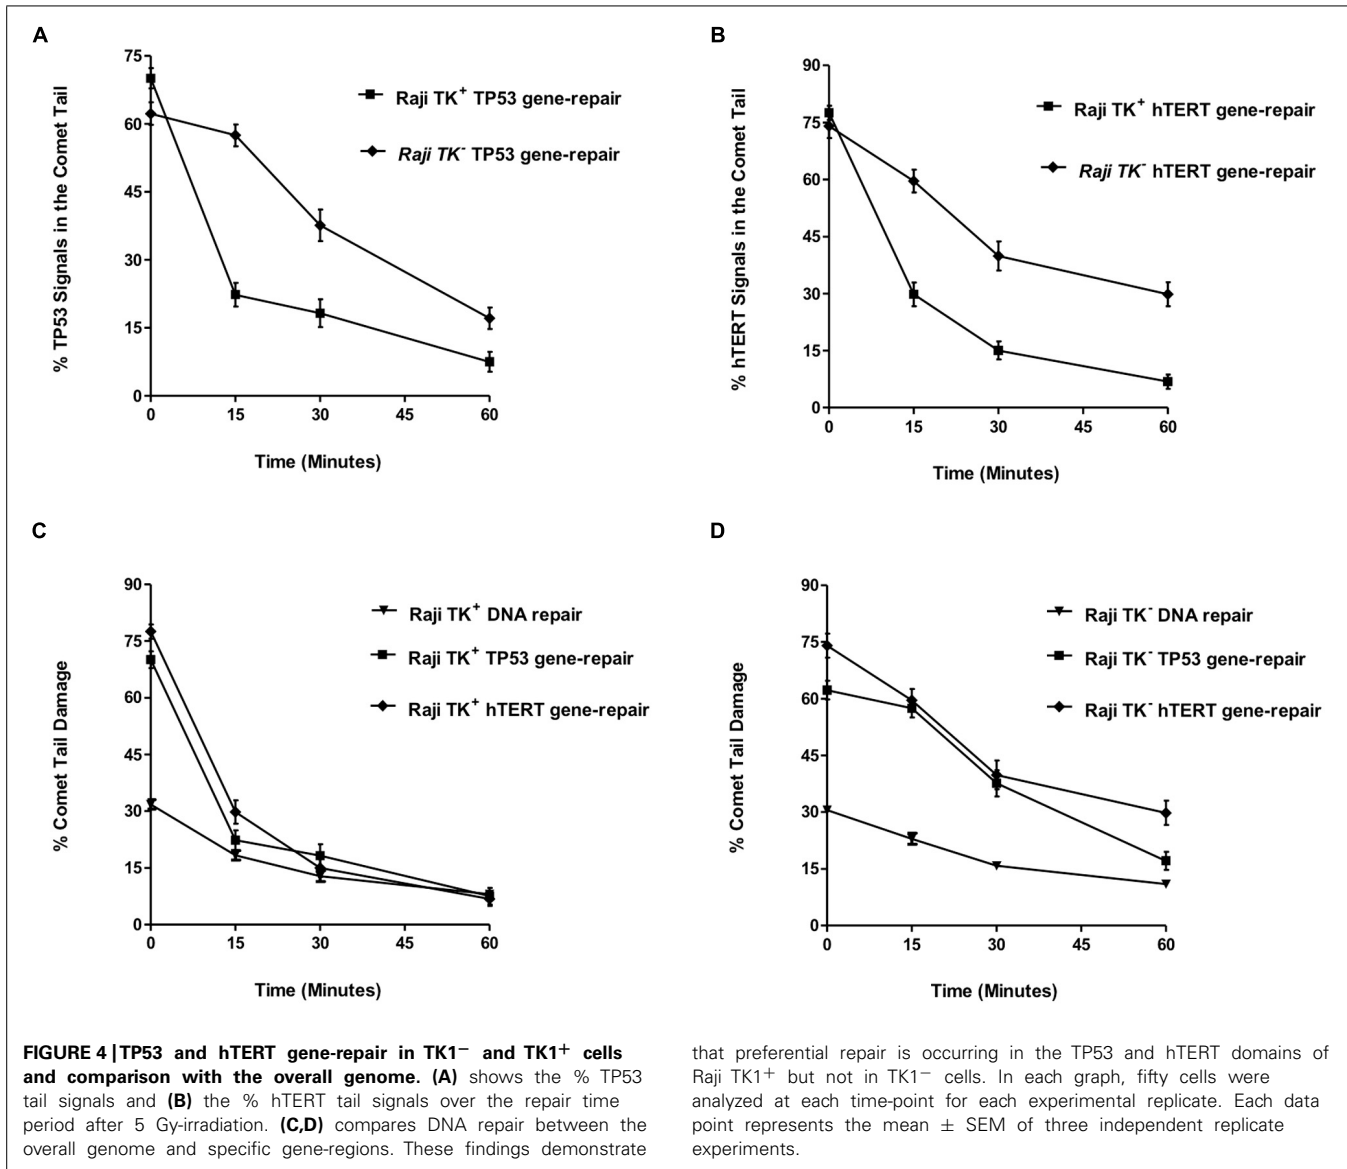 A
% TP53 Signals in the Comet Tail
75
60
45
30
15
0
0 15 30 45 60
Time (Minutes)
Raji TK+ TP53 gene-repair
Raji TK- TP53 gene-repair
B
% hTERT Signals in the Comet Tail
90
75
60
45
30
15
0
0 15 30 45 60
Time (Minutes)
Raji TK+ hTERT gene-repair
Raji TK- hTERT gene-repair
C
% Comet Tail Damage
90
75
60
45
30
15
0
0 15 30 45 60
Time (Minutes)
Raji TK+ DNA repair
Raji TK+ TP53 gene-repair
Raji TK+ hTERT gene-repair
D
% Comet Tail Damage
90
75
60
45
30
15
0
0 15 30 45 60
Time (Minutes)
Raji TK- DNA repair
Raji TK- TP53 gene-repair
Raji TK- hTERT gene-repair
FIGURE 4 | TP53 and hTERT gene-repair in TK1− and TK1+ cells
and comparison with the overall genome. (A) shows the % TP53
tail signals and (B) the % hTERT tail signals over the repair time
period after 5 Gy-irradiation. (C,D) compares DNA repair between the
overall genome and specific gene-regions. These findings demonstrate
that preferential repair is occurring in the TP53 and hTERT domains of
Raji TK1+ but not in TK1− cells. In each graph, fifty cells were
analyzed at each time-point for each experimental replicate. Each data
point represents the mean ± SEM of three independent replicate
experiments.